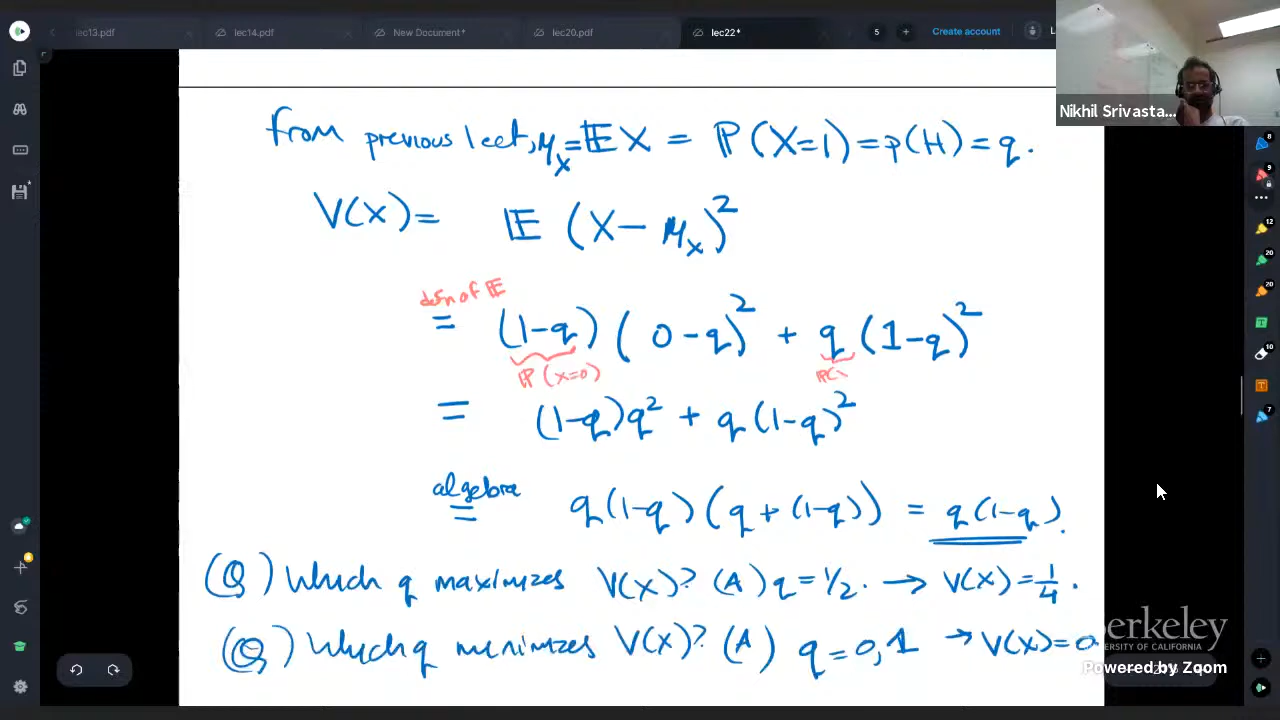 lec13.pdf lec14.pdf New Document* lec20.pdf lec22* 5 + Create account
Nikhil Srivasta...
From previous lect, μ_X = 𝔼X = ℙ(X=1) = p(H) = q.
V(X) = 𝔼 (X − μ_X)²
defn of 𝔼
= (1−q) (0−q)² + q (1−q)²
ℙ(X=0) ℙ(
= (1−q)q² + q(1−q)²
algebra
= q(1−q)(q+(1−q)) = q(1−q).
(Q) Which q maximizes V(X)? (A) q = 1/2. → V(X) = 1/4.
(Q) Which q minimizes V(X)? (A) q = 0, 1 → V(X) = 0
Berkeley
UNIVERSITY OF CALIFORNIA
Powered by Zoom